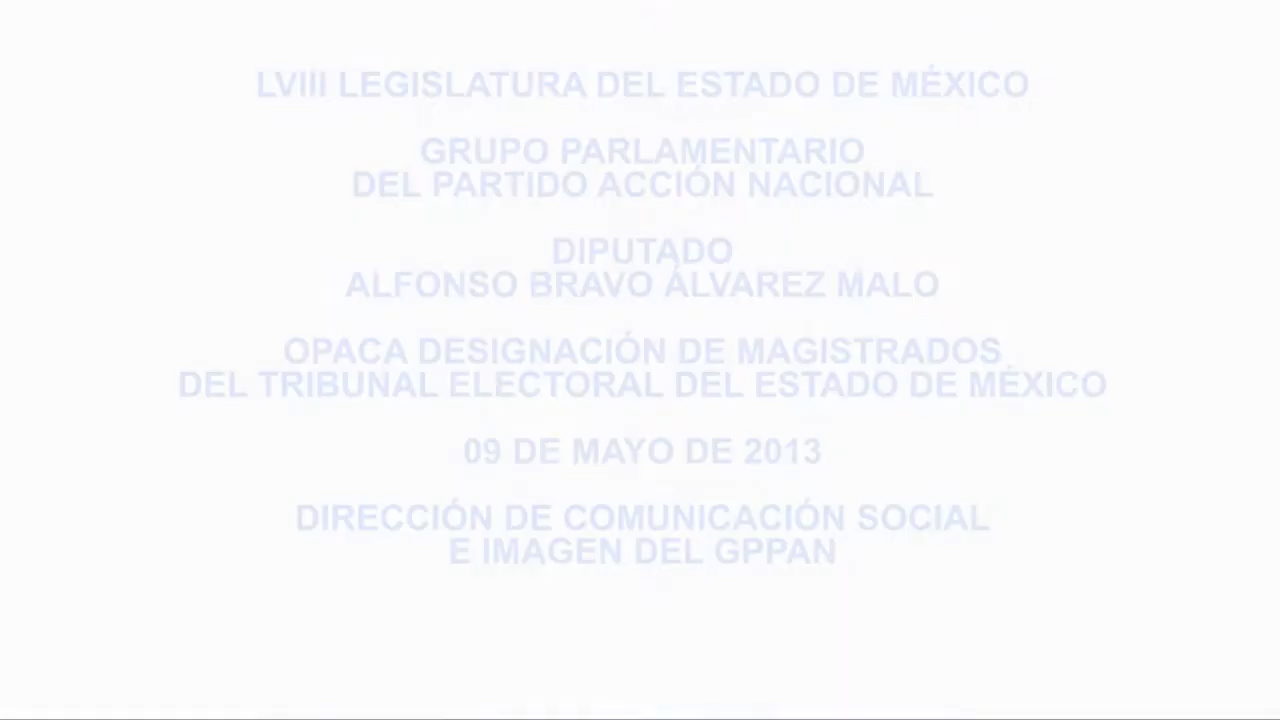 LVIII LEGISLATURA DEL ESTADO DE MÉXICO
GRUPO PARLAMENTARIO
DEL PARTIDO ACCIÓN NACIONAL
DIPUTADO
ALFONSO BRAVO ÁLVAREZ MALO
OPACA DESIGNACIÓN DE MAGISTRADOS
DEL TRIBUNAL ELECTORAL DEL ESTADO DE MÉXICO
09 DE MAYO DE 2013
DIRECCIÓN DE COMUNICACIÓN SOCIAL
E IMAGEN DEL GPPAN